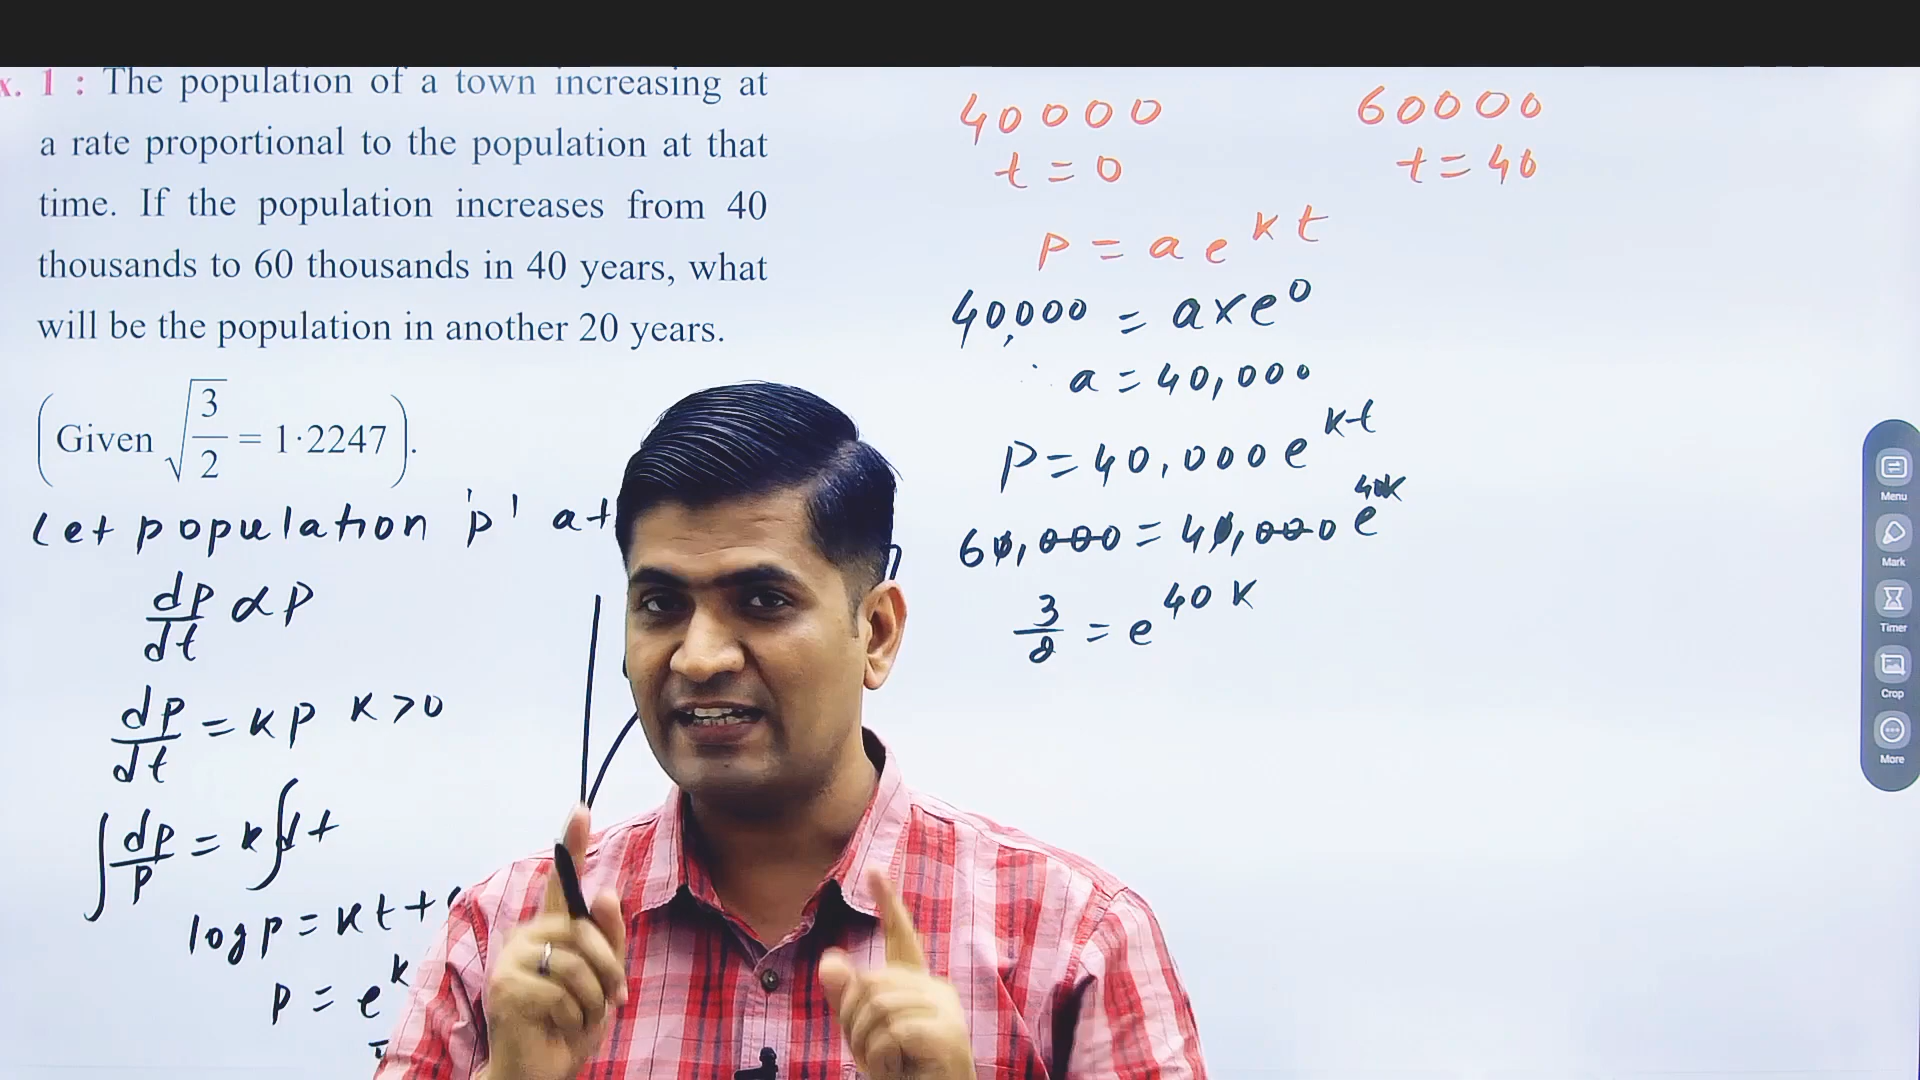 x. 1 : The population of a town increasing at
a rate proportional to the population at that
time. If the population increases from 40
thousands to 60 thousands in 40 years, what
will be the population in another 20 years.
(Given √3/2 = 1·2247).
Let population 'p' at
dp/dt ∝ p
dp/dt = kp k>0
∫dp/p = k∫dt
log p = kt +
p = e^k
40000 60000
t = 0 t = 40
p = a e^kt
40,000 = a x e^0
a = 40,000
p = 40,000 e^kt
60,000 = 40,000 e^40k
3/2 = e^40k
Menu
Mark
Timer
Crop
More